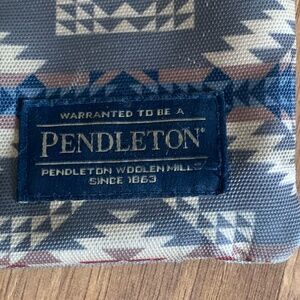 WARRANTED TO BE A
PENDLETON®
PENDLETON WOOLEN MILLS
SINCE 1863